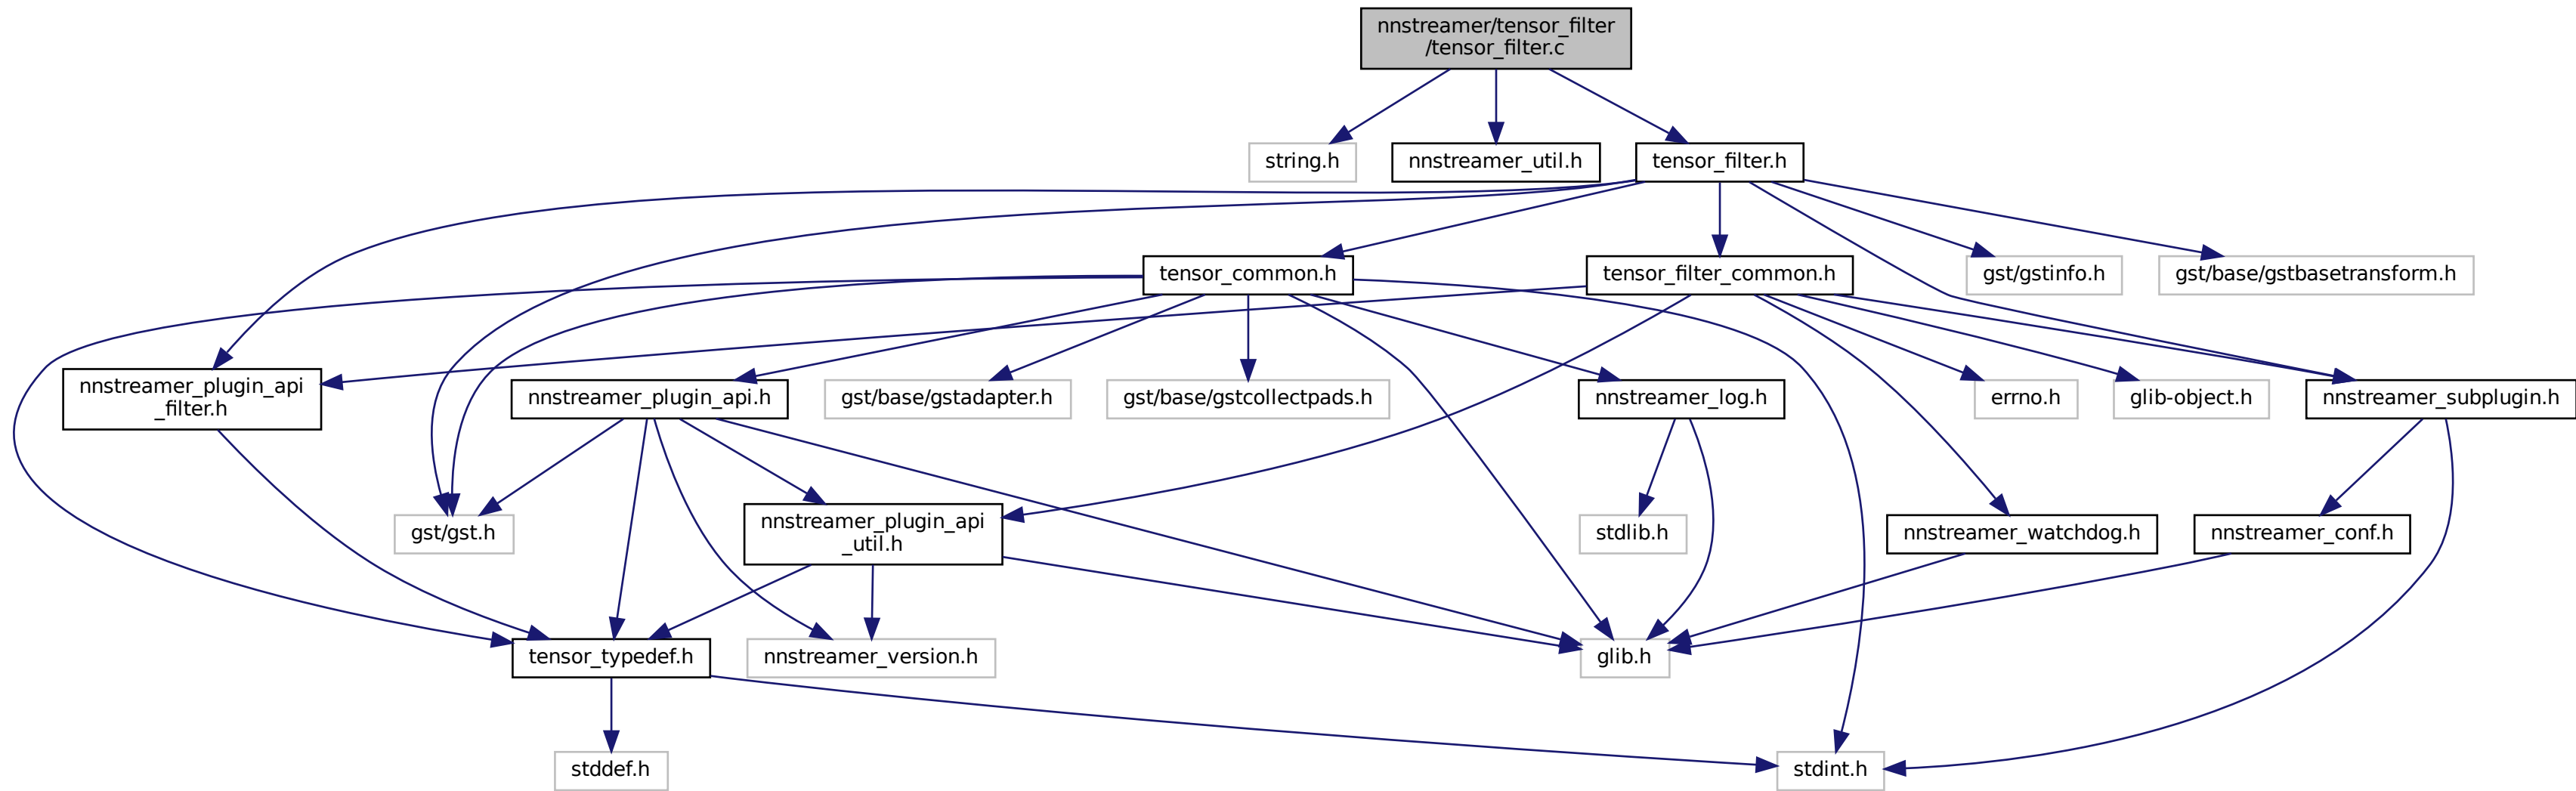 nnstreamer/tensor_filter
/tensor_filter.c
string.h
nnstreamer_util.h
tensor_filter.h
tensor_common.h
tensor_filter_common.h
gst/gstinfo.h
gst/base/gstbasetransform.h
nnstreamer_plugin_api
_filter.h
nnstreamer_plugin_api.h
gst/base/gstadapter.h
gst/base/gstcollectpads.h
nnstreamer_log.h
errno.h
glib-object.h
nnstreamer_subplugin.h
gst/gst.h
nnstreamer_plugin_api
_util.h
stdlib.h
nnstreamer_watchdog.h
nnstreamer_conf.h
tensor_typedef.h
nnstreamer_version.h
glib.h
stddef.h
stdint.h